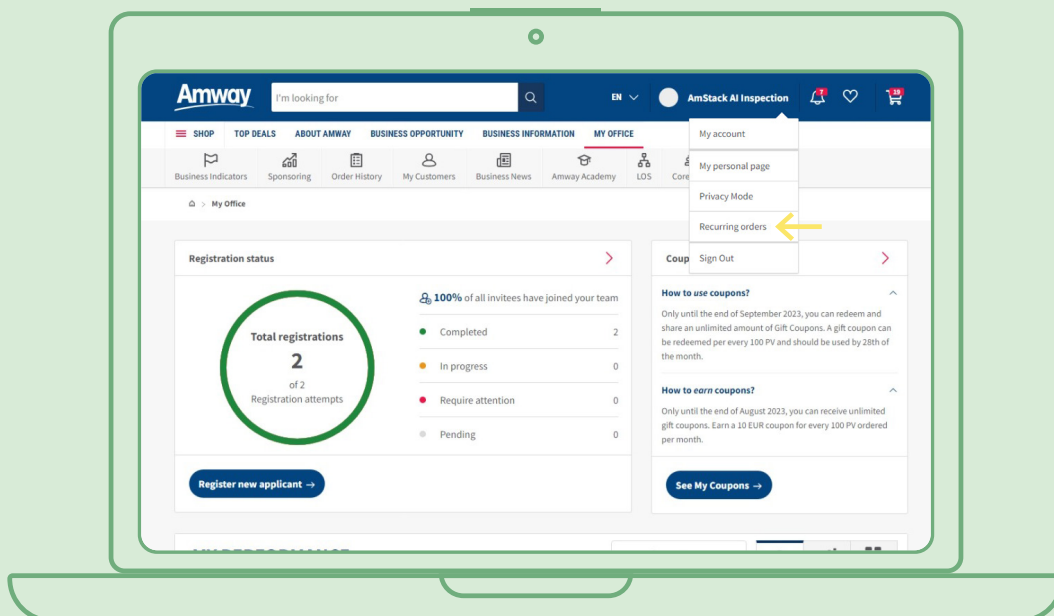 Amway
I'm looking for
EN
AmStack AI Inspection
7
19
SHOP TOP DEALS ABOUT AMWAY BUSINESS OPPORTUNITY BUSINESS INFORMATION MY OFFICE
Business Indicators Sponsoring Order History My Customers Business News Amway Academy LOS Core
My account
My personal page
Privacy Mode
Recurring orders
Sign Out
> My Office
Registration status
Total registrations
2
of 2
Registration attempts
100% of all invitees have joined your team
Completed 2
In progress 0
Require attention 0
Pending 0
Register new applicant →
Coup
How to use coupons?
Only until the end of September 2023, you can redeem and
share an unlimited amount of Gift Coupons. A gift coupon can
be redeemed per every 100 PV and should be used by 28th of
the month.
How to earn coupons?
Only until the end of August 2023, you can receive unlimited
gift coupons. Earn a 10 EUR coupon for every 100 PV ordered
per month.
See My Coupons →
MY PERFORMANCE